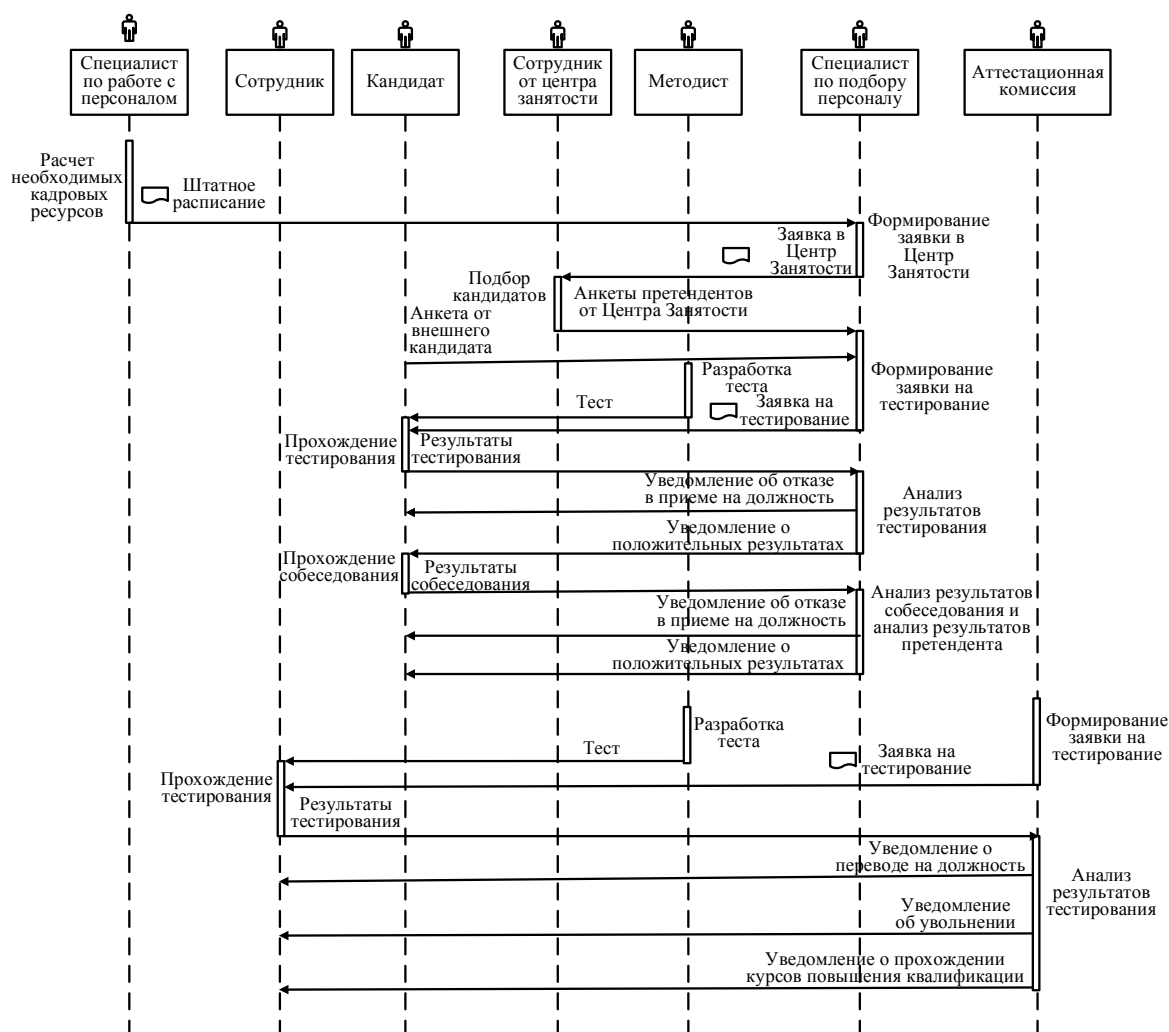 Специалист
по работе с
персоналом
Сотрудник
Кандидат
Сотрудник
от центра
занятости
Методист
Специалист
по подбору
персоналу
Аттестационная
комиссия
Расчет
необходимых
кадровых
ресурсов
Штатное
расписание
Формирование
заявки в
Центр
Занятости
Заявка в
Центр
Занятости
Подбор
кандидатов
Анкеты претендентов
от Центра Занятости
Анкета от
внешнего
кандидата
Разработка
теста
Формирование
заявки на
тестирование
Тест
Заявка на
тестирование
Прохождение
тестирования
Результаты
тестирования
Уведомление об отказе
в приеме на должность
Анализ
результатов
тестирования
Уведомление о
положительных результатах
Прохождение
собеседования
Результаты
собеседования
Анализ результатов
собеседования и
анализ результатов
претендента
Уведомление об отказе
в приеме на должность
Уведомление о
положительных результатах
Разработка
теста
Формирование
заявки на
тестирование
Тест
Заявка на
тестирование
Прохождение
тестирования
Результаты
тестирования
Уведомление о
переводе на должность
Анализ
результатов
тестирования
Уведомление
об увольнении
Уведомление о прохождении
курсов повышения квалификации